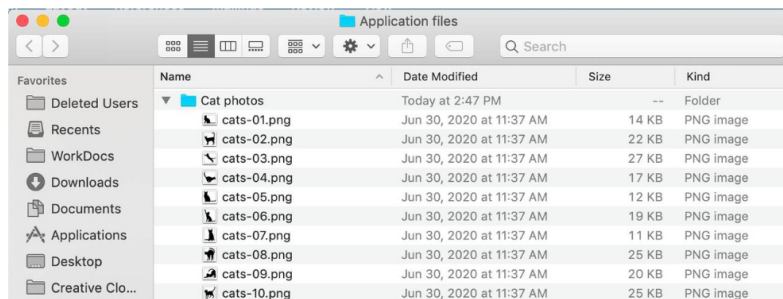 Application files
Search
Favorites
Deleted Users
Recents
WorkDocs
Downloads
Documents
Applications
Desktop
Creative Clo...
Name Date Modified Size Kind
Cat photos Today at 2:47 PM -- Folder
cats-01.png Jun 30, 2020 at 11:37 AM 14 KB PNG image
cats-02.png Jun 30, 2020 at 11:37 AM 22 KB PNG image
cats-03.png Jun 30, 2020 at 11:37 AM 27 KB PNG image
cats-04.png Jun 30, 2020 at 11:37 AM 17 KB PNG image
cats-05.png Jun 30, 2020 at 11:37 AM 12 KB PNG image
cats-06.png Jun 30, 2020 at 11:37 AM 19 KB PNG image
cats-07.png Jun 30, 2020 at 11:37 AM 11 KB PNG image
cats-08.png Jun 30, 2020 at 11:37 AM 25 KB PNG image
cats-09.png Jun 30, 2020 at 11:37 AM 20 KB PNG image
cats-10.png Jun 30, 2020 at 11:37 AM 25 KB PNG image